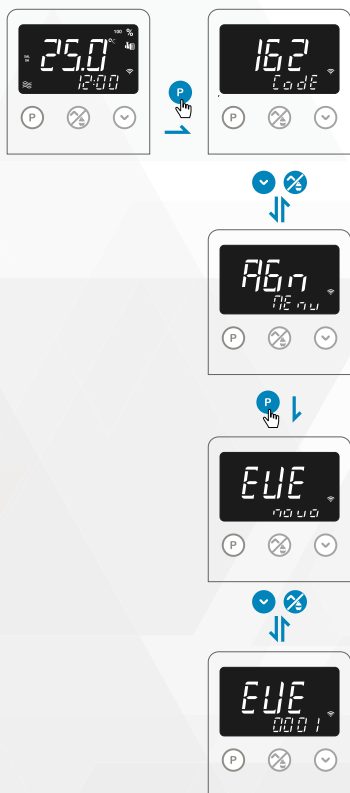 100 %
25.0 °C
12:00
P
P
162
CodE
P
AGn
MEnu
P
P
EUE
nouo
P
EUE
0001
P